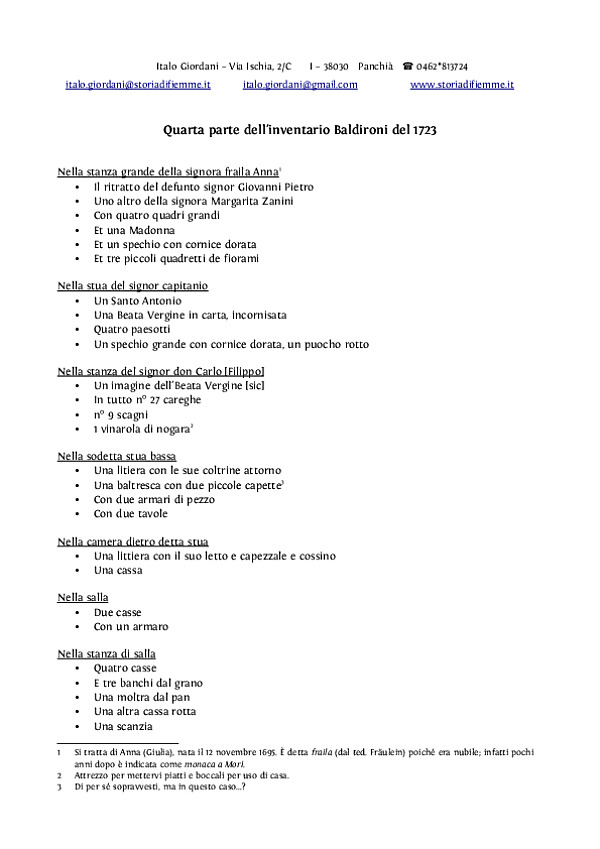 Italo Giordani – Via Ischia, 2/C I – 38030 Panchià ☎ 0462*813724
italo.giordani@storiadifiemme.it italo.giordani@gmail.com www.storiadifiemme.it
Quarta parte dell'inventario Baldironi del 1723
Nella stanza grande della signora fraila Anna¹
• Il ritratto del defunto signor Giovanni Pietro
• Uno altro della signora Margarita Zanini
• Con quatro quadri grandi
• Et una Madonna
• Et un spechio con cornice dorata
• Et tre piccoli quadretti de fiorami
Nella stua del signor capitanio
• Un Santo Antonio
• Una Beata Vergine in carta, incornisata
• Quatro paesotti
• Un spechio grande con cornice dorata, un puocho rotto
Nella stanza del signor don Carlo [Filippo]
• Un imagine dell'Beata Vergine [sic]
• In tutto n° 27 careghe
• n° 9 scagni
• 1 vinarola di nogara²
Nella sodetta stua bassa
• Una litiera con le sue coltrine attorno
• Una baltresca con due piccole capette³
• Con due armari di pezzo
• Con due tavole
Nella camera dietro detta stua
• Una littiera con il suo letto e capezzale e cossino
• Una cassa
Nella salla
• Due casse
• Con un armaro
Nella stanza di salla
• Quatro casse
• E tre banchi dal grano
• Una moltra dal pan
• Una altra cassa rotta
• Una scanzia
1 Si tratta di Anna (Giulia), nata il 12 novembre 1695. È detta fraila (dal ted. Fräulein) poiché era nubile; infatti pochi
anni dopo è indicata come monaca a Mori.
2 Attrezzo per mettervi piatti e boccali per uso di casa.
3 Di per sé sopravvesti, ma in questo caso…?